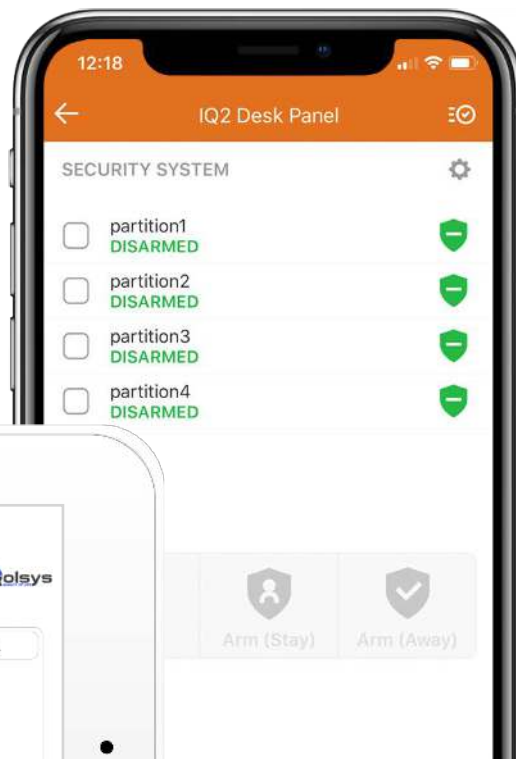 12:18
IQ2 Desk Panel
SECURITY SYSTEM
partition1
DISARMED
partition2
DISARMED
partition3
DISARMED
partition4
DISARMED
olsys
Arm (Stay)
Arm (Away)